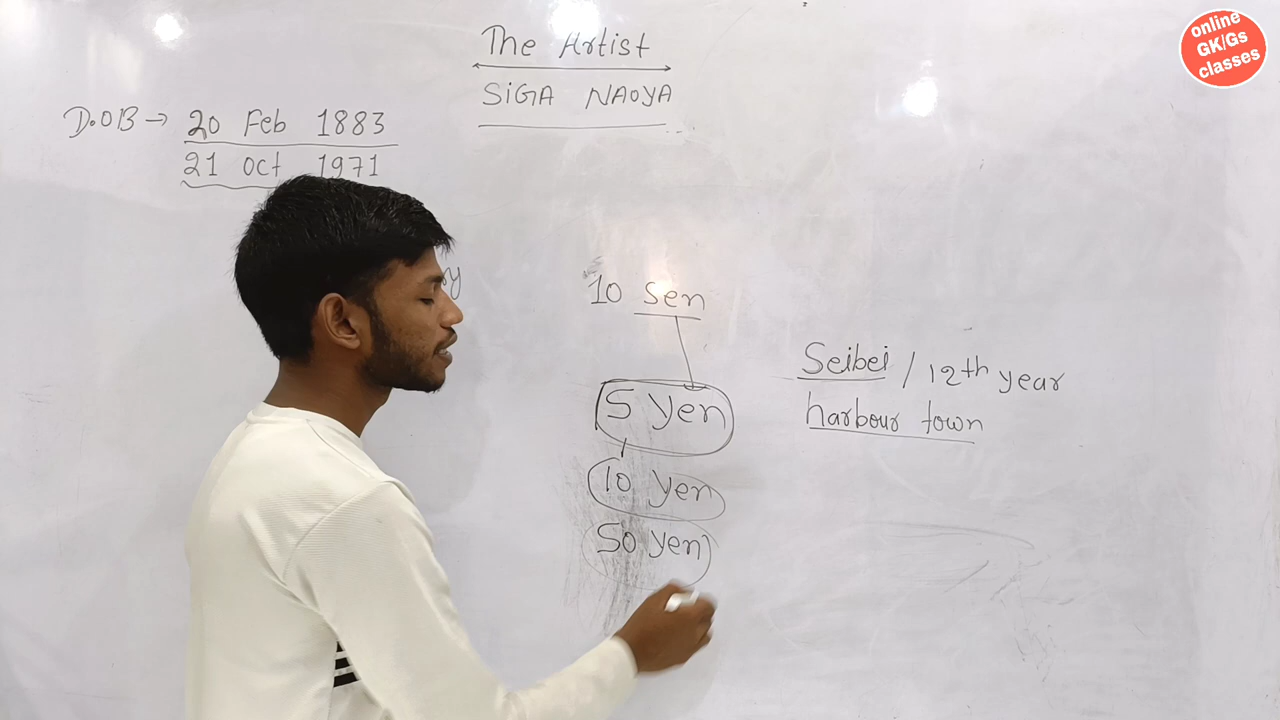 The Artist
SIGA NAOYA
D.OB → 20 Feb 1883
21 Oct 1971
10 Sen
5 Yen
10 Yen
50 Yen
Seibei / 12th year
harbour town
online
GK/Gs
classes